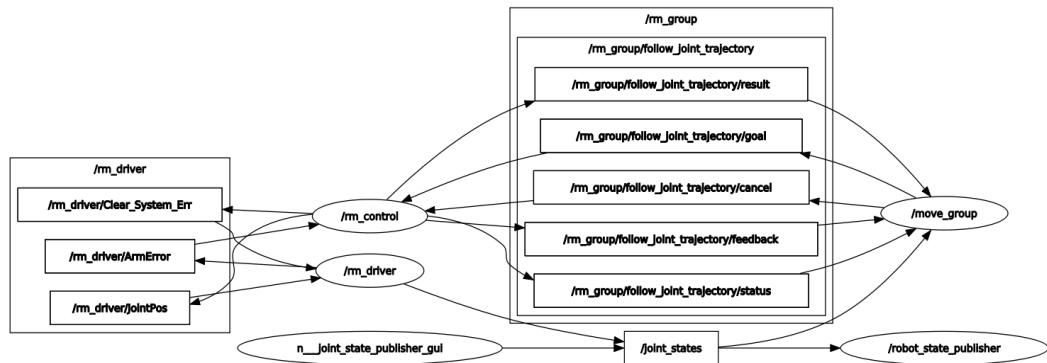 /rm_group
/rm_group/follow_joint_trajectory
/rm_group/follow_joint_trajectory/result
/rm_group/follow_joint_trajectory/goal
/rm_driver
/rm_group/follow_joint_trajectory/cancel
/rm_driver/Clear_System_Err
/rm_control
/move_group
/rm_group/follow_joint_trajectory/feedback
/rm_driver/ArmError
/rm_driver
/rm_group/follow_joint_trajectory/status
/rm_driver/JointPos
n__joint_state_publisher_gui
/joint_states
/robot_state_publisher